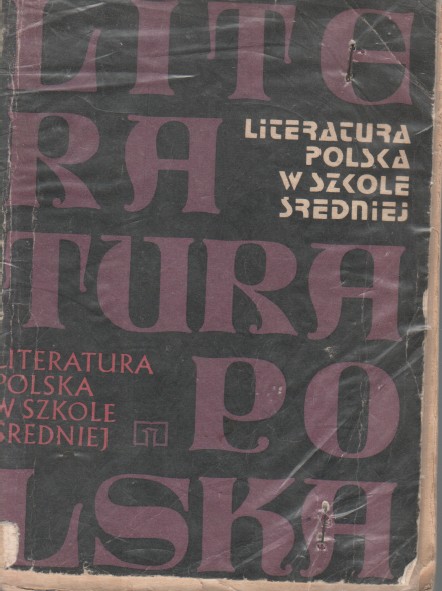 LITE
RA
TURA
PO
LSKA
LITERATURA
POLSKA
W SZKOLE
ŚREDNIEJ
LITERATURA
POLSKA
W SZKOLE
ŚREDNIEJ